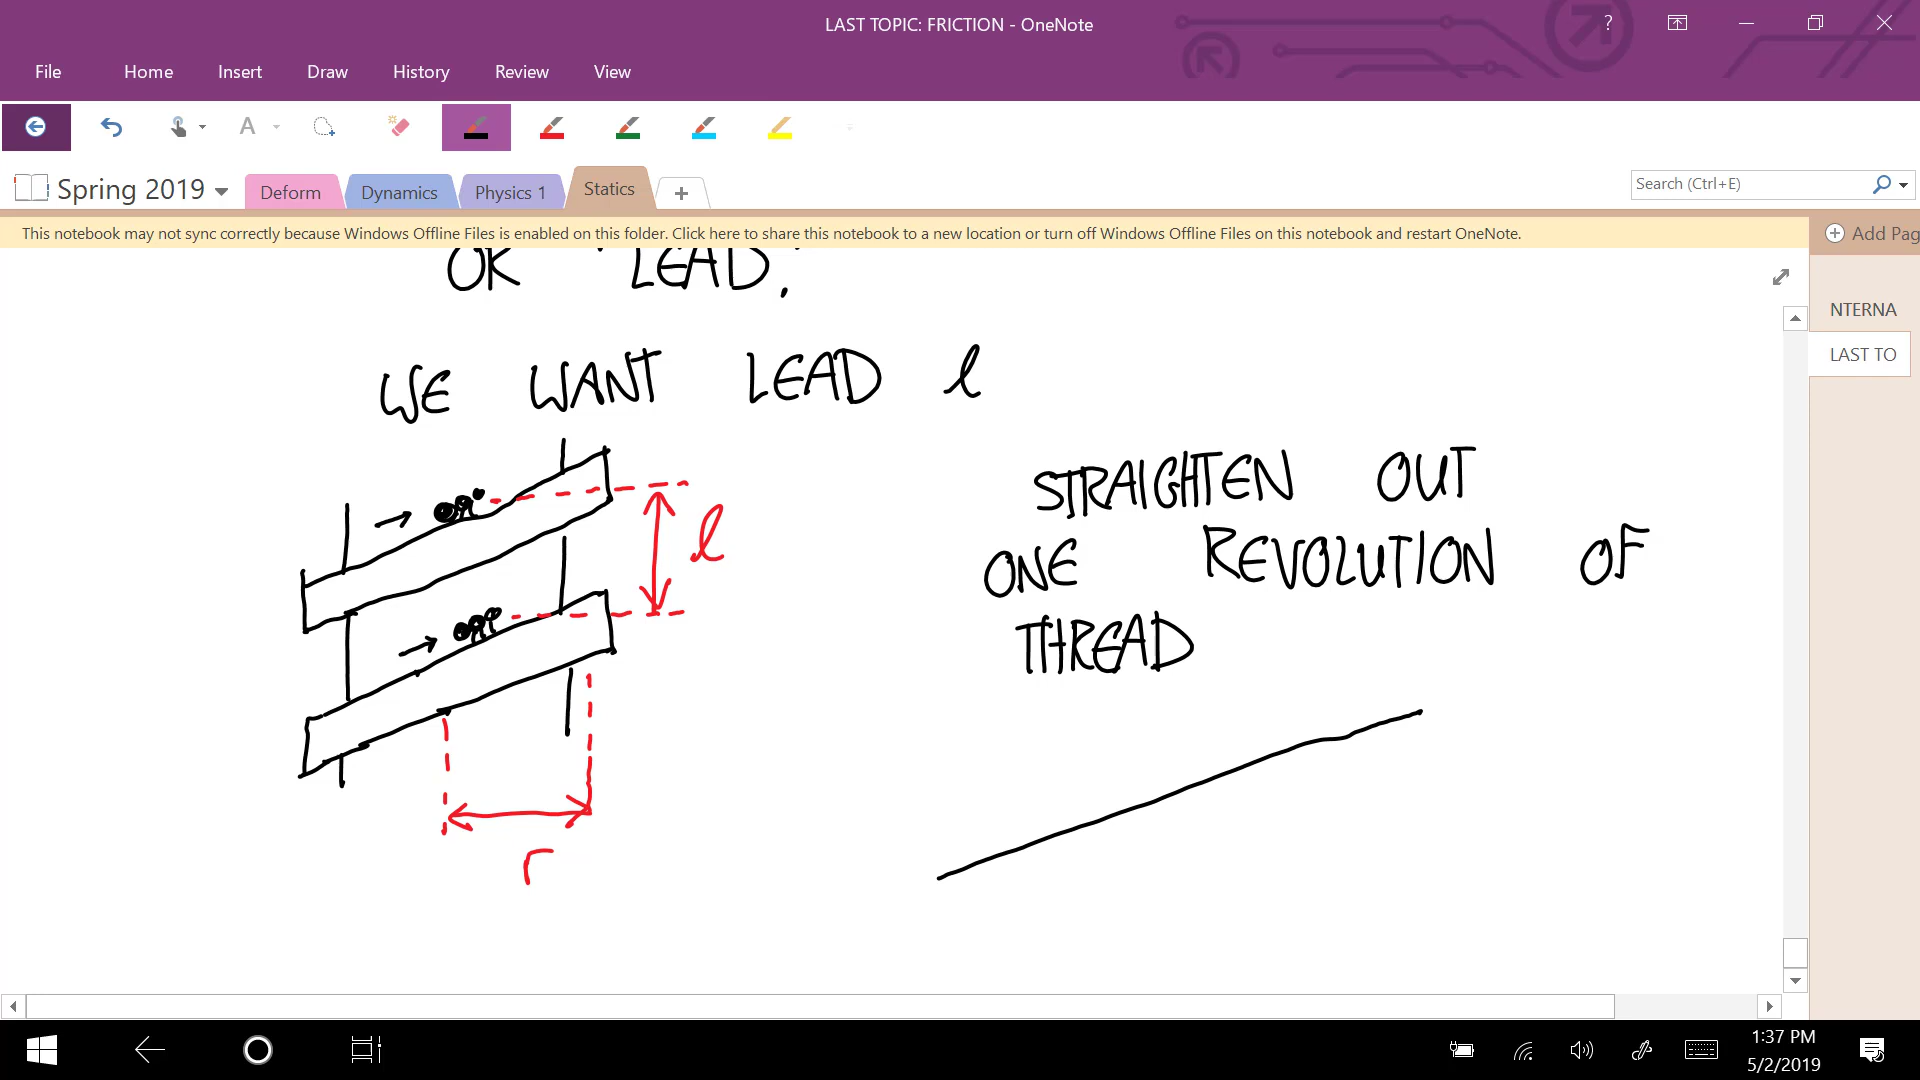 LAST TOPIC: FRICTION - OneNote
?
File Home Insert Draw History Review View
A
Spring 2019 Deform Dynamics Physics 1 Statics + Search (Ctrl+E)
This notebook may not sync correctly because Windows Offline Files is enabled on this folder. Click here to share this notebook to a new location or turn off Windows Offline Files on this notebook and restart OneNote.
Add Pag
NTERNA
LAST TO
OR "LEAD."
WE WANT LEAD l
l
r
STRAIGHTEN OUT
ONE REVOLUTION OF
THREAD
1:37 PM
5/2/2019